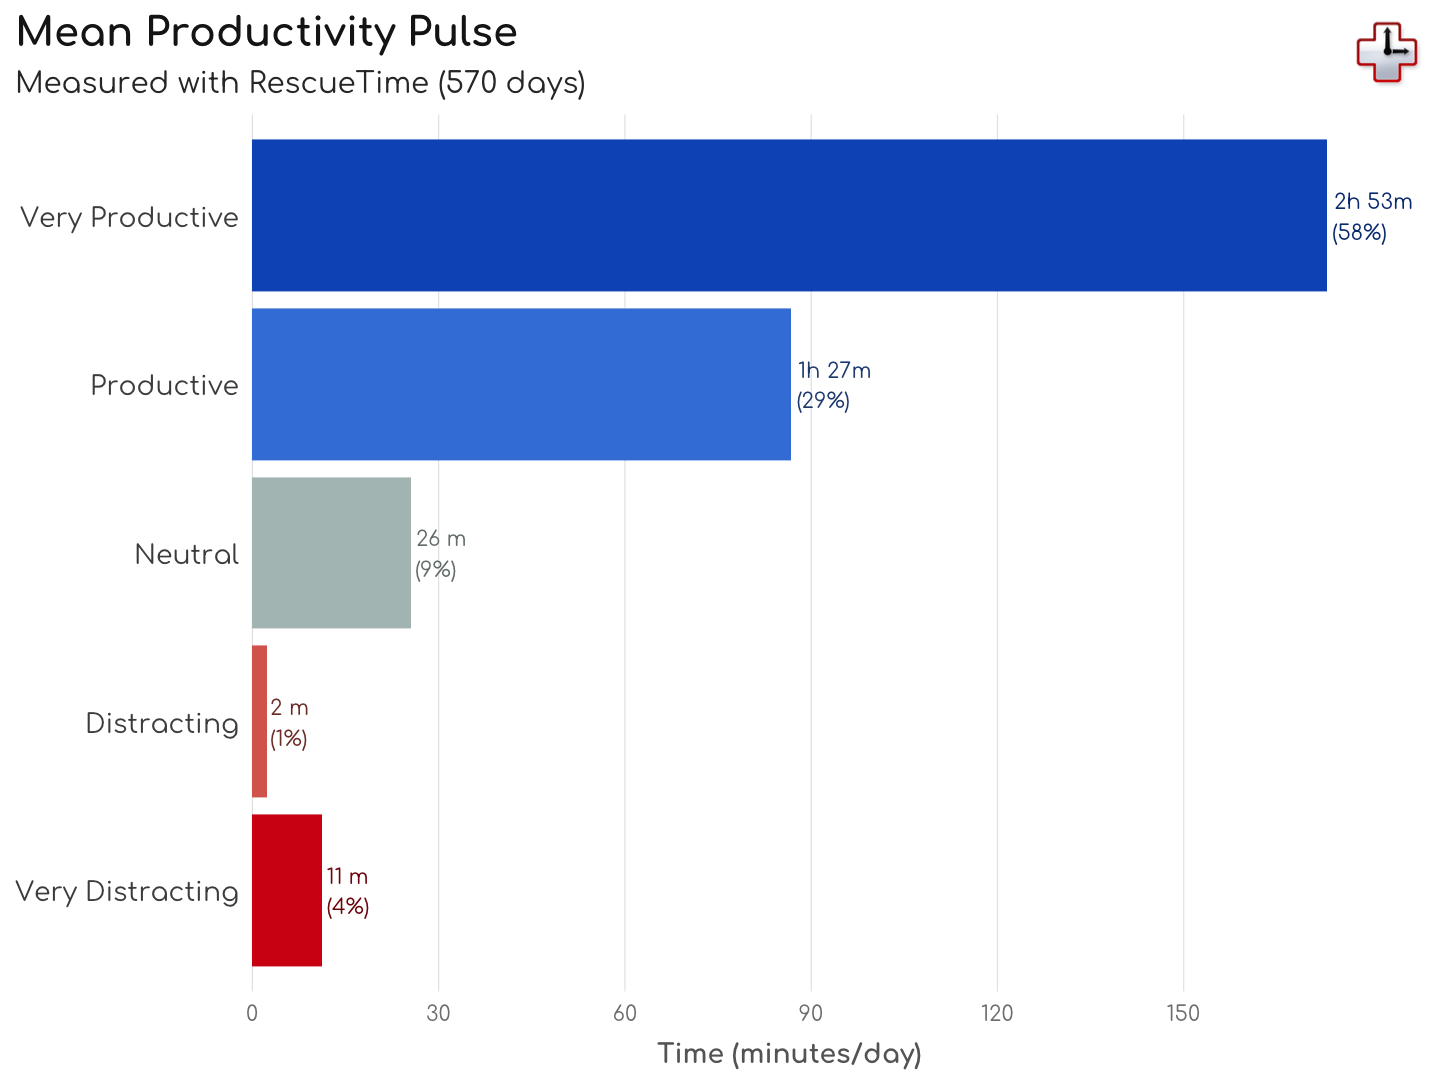 Mean Productivity Pulse
Measured with RescueTime (570 days)
Very Productive
2h 53m
(58%)
Productive
1h 27m
(29%)
Neutral
26 m
(9%)
Distracting
2 m
(1%)
Very Distracting
11 m
(4%)
0 30 60 90 120 150
Time (minutes/day)